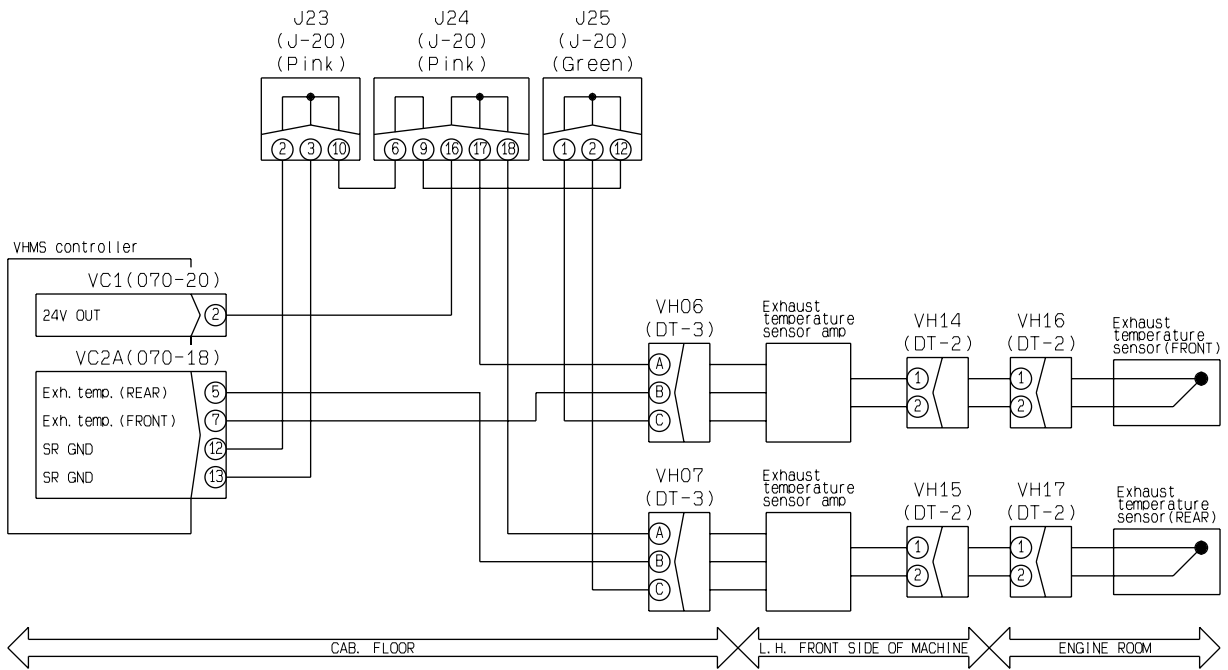 J23
(J-20)
(Pink)
J24
(J-20)
(Pink)
J25
(J-20)
(Green)
2 3 10
6 9 16 17 18
1 2 12
VHMS controller
VC1(070-20)
24V OUT
2
VC2A(070-18)
Exh. temp. (REAR)
5
Exh. temp. (FRONT)
7
SR GND
12
SR GND
13
VH06
(DT-3)
A
B
C
Exhaust
temperature
sensor amp
VH14
(DT-2)
1
2
VH16
(DT-2)
1
2
Exhaust
temperature
sensor(FRONT)
VH07
(DT-3)
A
B
C
Exhaust
temperature
sensor amp
VH15
(DT-2)
1
2
VH17
(DT-2)
1
2
Exhaust
temperature
sensor(REAR)
CAB. FLOOR
L. H. FRONT SIDE OF MACHINE
ENGINE ROOM